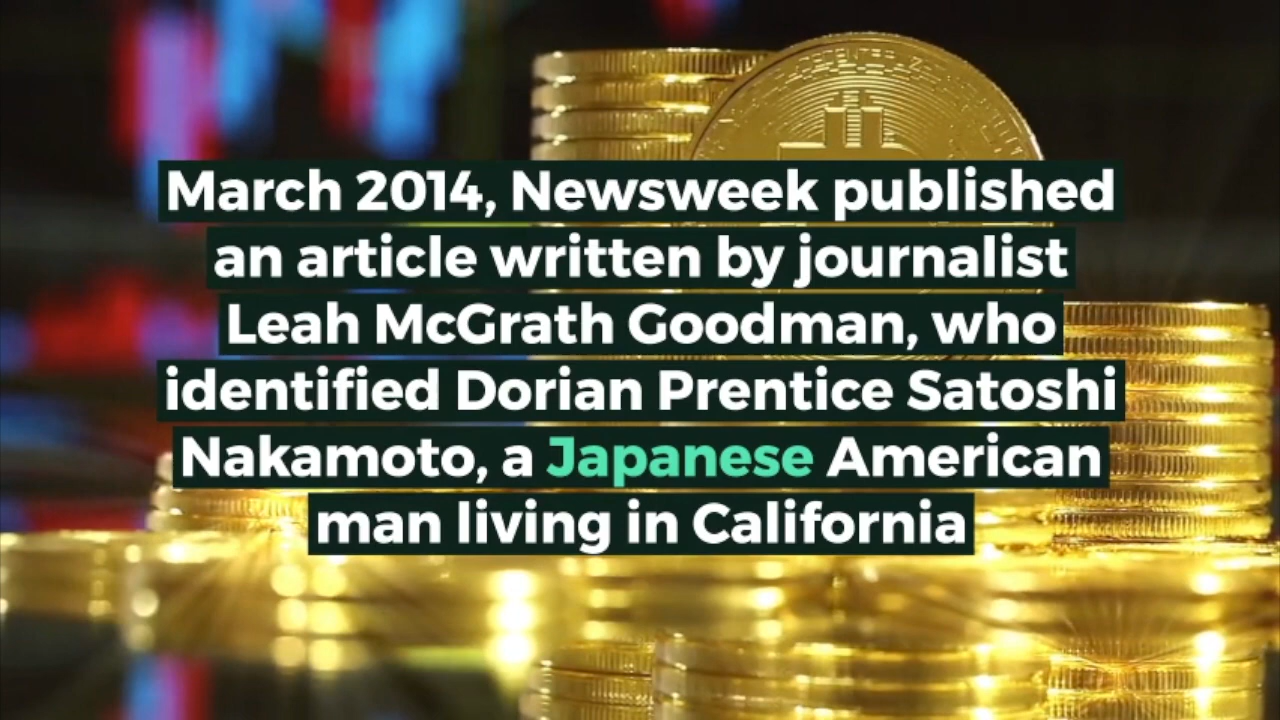 March 2014, Newsweek published
an article written by journalist
Leah McGrath Goodman, who
identified Dorian Prentice Satoshi
Nakamoto, a Japanese American
man living in California